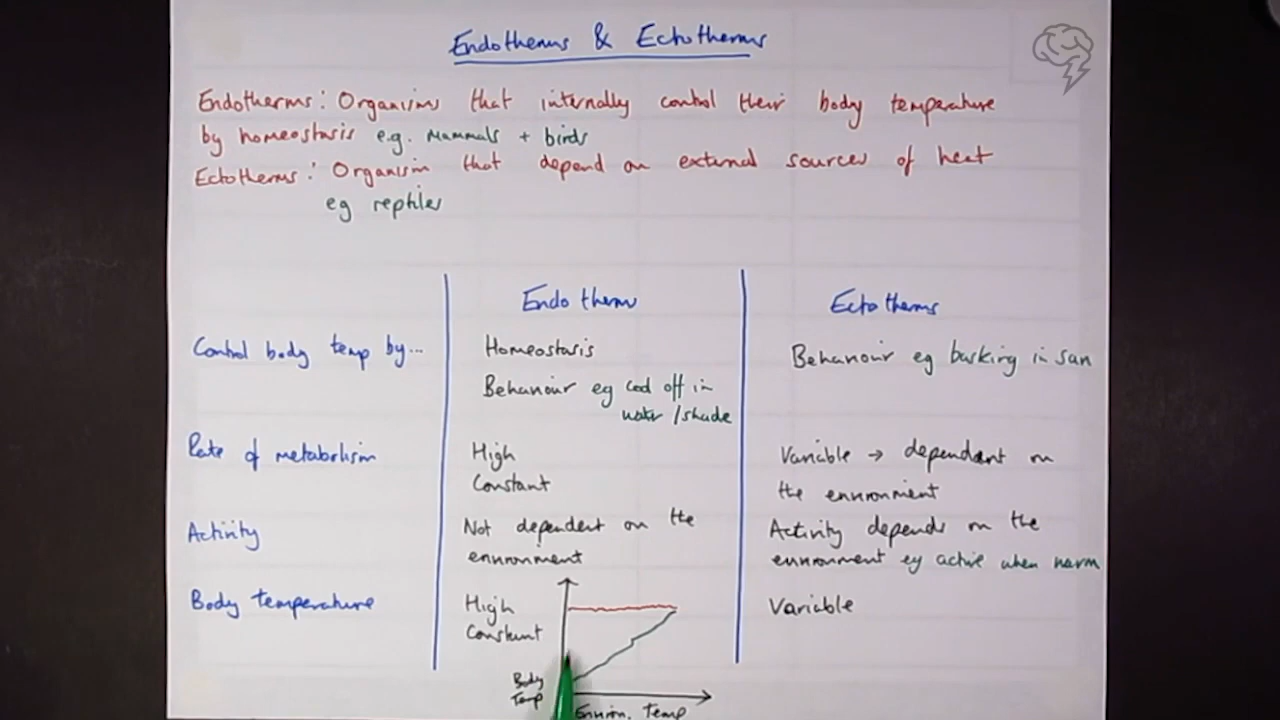 Endotherms & Ectotherms
Endotherms: Organisms that internally control their body temperature
by homeostasis e.g. mammals + birds
Ectotherms: Organism that depend on external sources of heat
eg reptiles
Endotherm
Ectotherms
Control body temp by...
Homeostasis
Behaviour eg cool off in
water / shade
Behaviour eg basking in sun
Rate of metabolism
High
Constant
Variable → dependant on
the environment
Activity
Not dependent on the
environment
Activity depends on the
environment eg active when warm
Body temperature
High
Constant
Variable
Body
Temp
Environ. temp